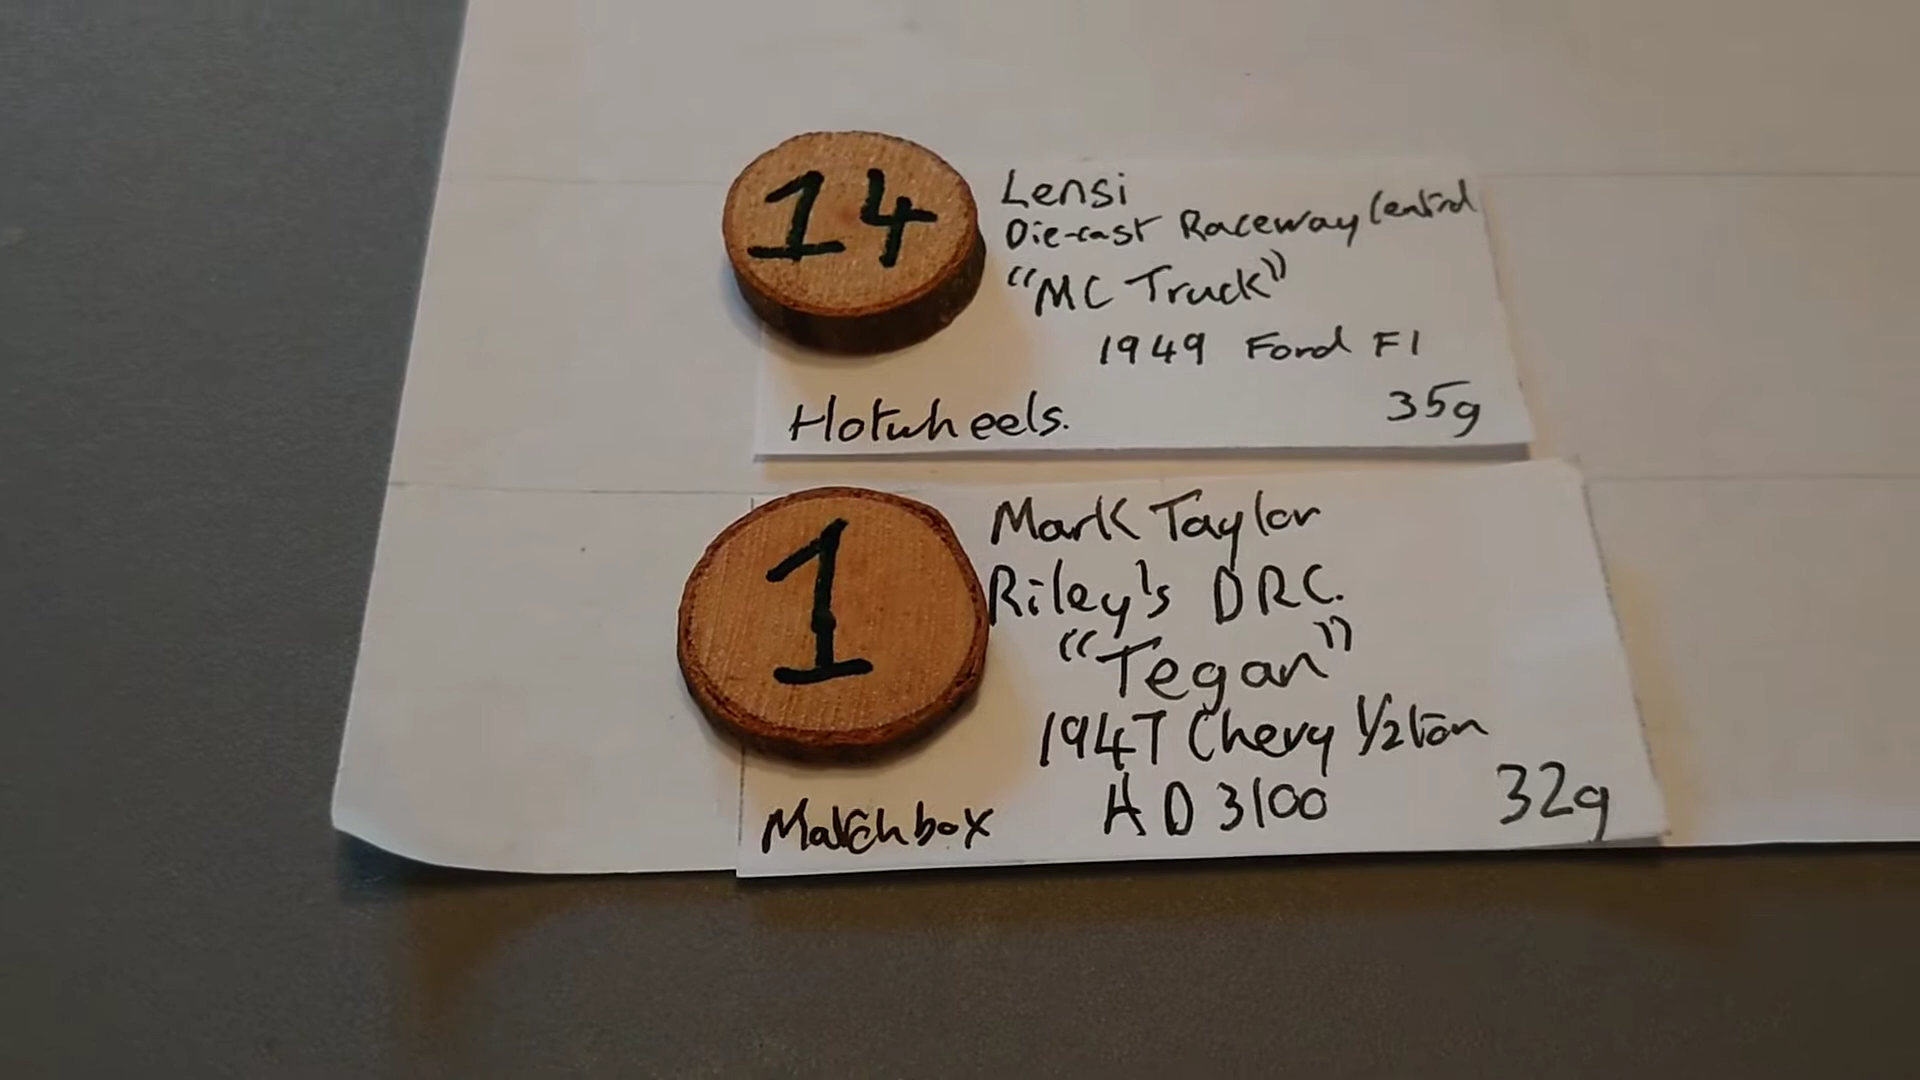 14
Lensi
Die-cast Raceway Central
"MC Truck"
1949 Ford F1
Hotwheels. 35g
1
Mark Taylor
Riley's DRC.
"Tegan"
1947 Chevy 1/2 ton
AD 3100
Matchbox 32g